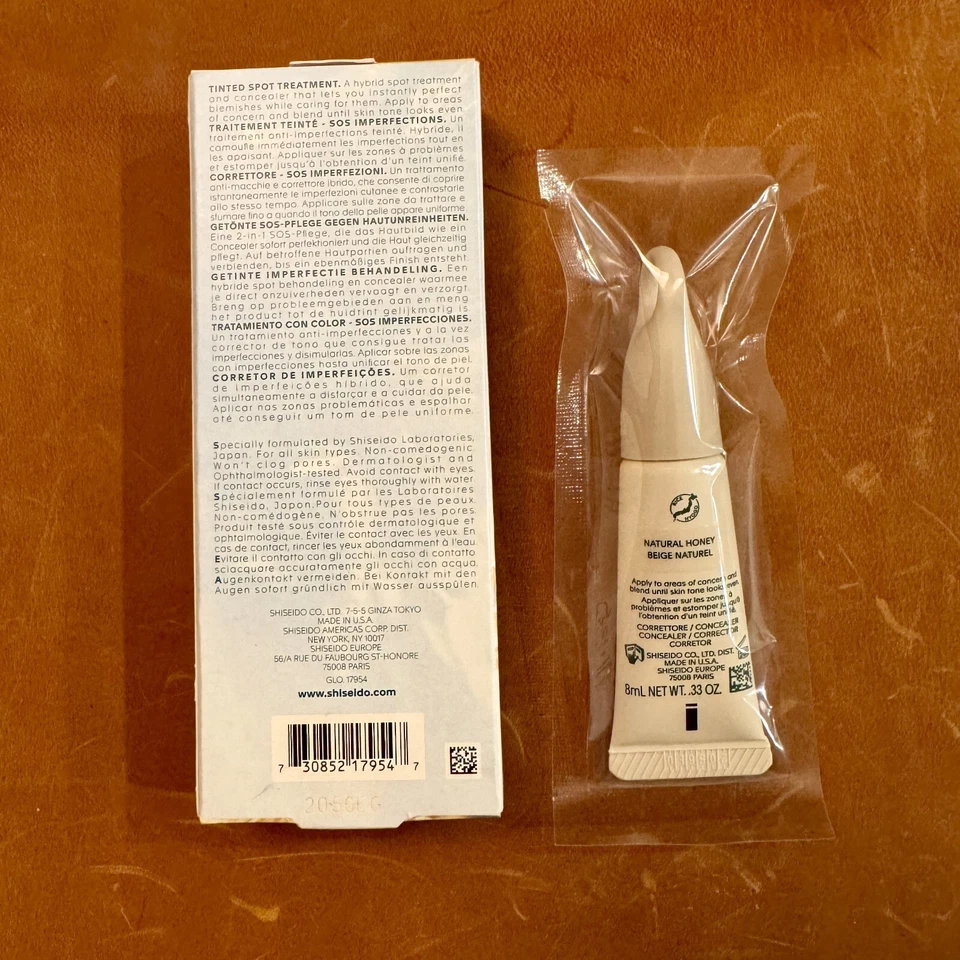 TINTED SPOT TREATMENT. A hybrid spot treatment
and concealer that lets you instantly perfect
blemishes while caring for them. Apply to areas
of concern and blend until skin tone looks even.
TRAITEMENT TEINTÉ - SOS IMPERFECTIONS. Un
traitement anti-imperfections teinté. Hybride, il
camoufle immédiatement les imperfections tout en
les apaisant. Appliquer sur les zones à problèmes
et estomper jusqu'à l'obtention d'un teint unifié.
CORRETTORE - SOS IMPERFEZIONI. Un trattamento
anti-macchie e correttore ibrido, che consente di coprire
istantaneamente le imperfezioni cutanee e contrastarle
allo stesso tempo. Applicare sulle zone da trattare e
sfumare fino a quando il tono della pelle appare uniforme.
GETÖNTE SOS-PFLEGE GEGEN HAUTUNREINHEITEN.
Eine 2-in-1 SOS-Pflege, die das Hautbild wie ein
Concealer sofort perfektioniert und die Haut gleichzeitig
pflegt. Auf betroffene Hautpartien auftragen und
verblenden, bis ein ebenmäßiges Finish entsteht.
GETINTE IMPERFECTIE BEHANDELING. Een
hybride spot behandeling en concealer waarmee
je direct onzuiverheden vervaagt en verzorgt.
Breng op probleemgebieden aan en meng
het product tot de huidtint gelijkmatig is.
TRATAMIENTO CON COLOR - SOS IMPERFECCIONES.
Un tratamiento anti-imperfecciones y a la vez
corrector de tono que consigue tratar las
imperfecciones y disimularlas. Aplicar sobre las zonas
con imperfecciones hasta unificar el tono de piel.
CORRETOR DE IMPERFEIÇÕES. Um corretor
de imperfeições híbrido, que ajuda
simultaneamente a disfarçar e a cuidar da pele.
Aplicar nas zonas problemáticas e espalhar
até conseguir um tom de pele uniforme.
Specially formulated by Shiseido Laboratories,
Japan. For all skin types. Non-comedogenic
Won't clog pores. Dermatologist and
Ophthalmologist-tested. Avoid contact with eyes.
If contact occurs, rinse eyes thoroughly with water
Spécialement formulé par les Laboratoires
Shiseido, Japon. Pour tous types de peaux.
Non-comédogène, N'obstrue pas les pores.
Produit testé sous contrôle dermatologique et
ophtalmologique. Éviter le contact avec les yeux. En
cas de contact, rincer les yeux abondamment à l'eau.
Evitare il contatto con gli occhi. In caso di contatto
sciacquare accuratamente gli occhi con acqua.
Augenkontakt vermeiden. Bei Kontakt mit den
Augen sofort gründlich mit Wasser ausspülen.
SHISEIDO CO., LTD. 7-5-5 GINZA TOKYO
MADE IN U.S.A.
SHISEIDO AMERICAS CORP. DIST.
NEW YORK, NY 10017
SHISEIDO EUROPE
56/A RUE DU FAUBOURG ST-HONORE
75008 PARIS
GLO. 17954
www.shiseido.com
7 30852 17954 7
NATURAL HONEY
BEIGE NATUREL
Apply to areas of concern and
blend until skin tone looks even.
Appliquer sur les zones à
problèmes et estomper jusqu'à
l'obtention d'un teint unifié.
CORRETTORE / CONCEALER
CONCEALER / CORRECTOR
CORRETOR
SHISEIDO CO., LTD. DIST.
MADE IN U.S.A.
SHISEIDO EUROPE
75008 PARIS
8mL NET WT. .33 OZ.